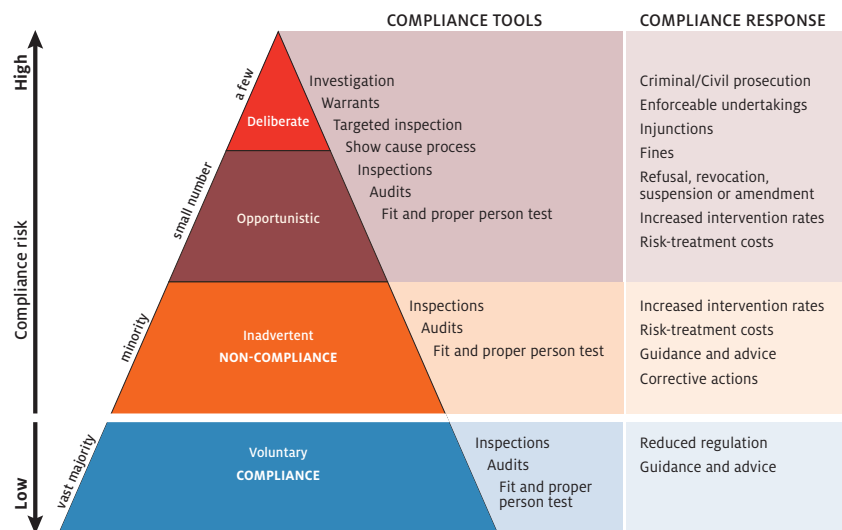 COMPLIANCE TOOLS
COMPLIANCE RESPONSE
High
Compliance risk
Low
a few
small number
minority
vast majority
Deliberate
Opportunistic
Inadvertent
NON-COMPLIANCE
Voluntary
COMPLIANCE
Investigation
Warrants
Targeted inspection
Show cause process
Inspections
Audits
Fit and proper person test
Criminal/Civil prosecution
Enforceable undertakings
Injunctions
Fines
Refusal, revocation,
suspension or amendment
Increased intervention rates
Risk-treatment costs
Inspections
Audits
Fit and proper person test
Increased intervention rates
Risk-treatment costs
Guidance and advice
Corrective actions
Inspections
Audits
Fit and proper
person test
Reduced regulation
Guidance and advice